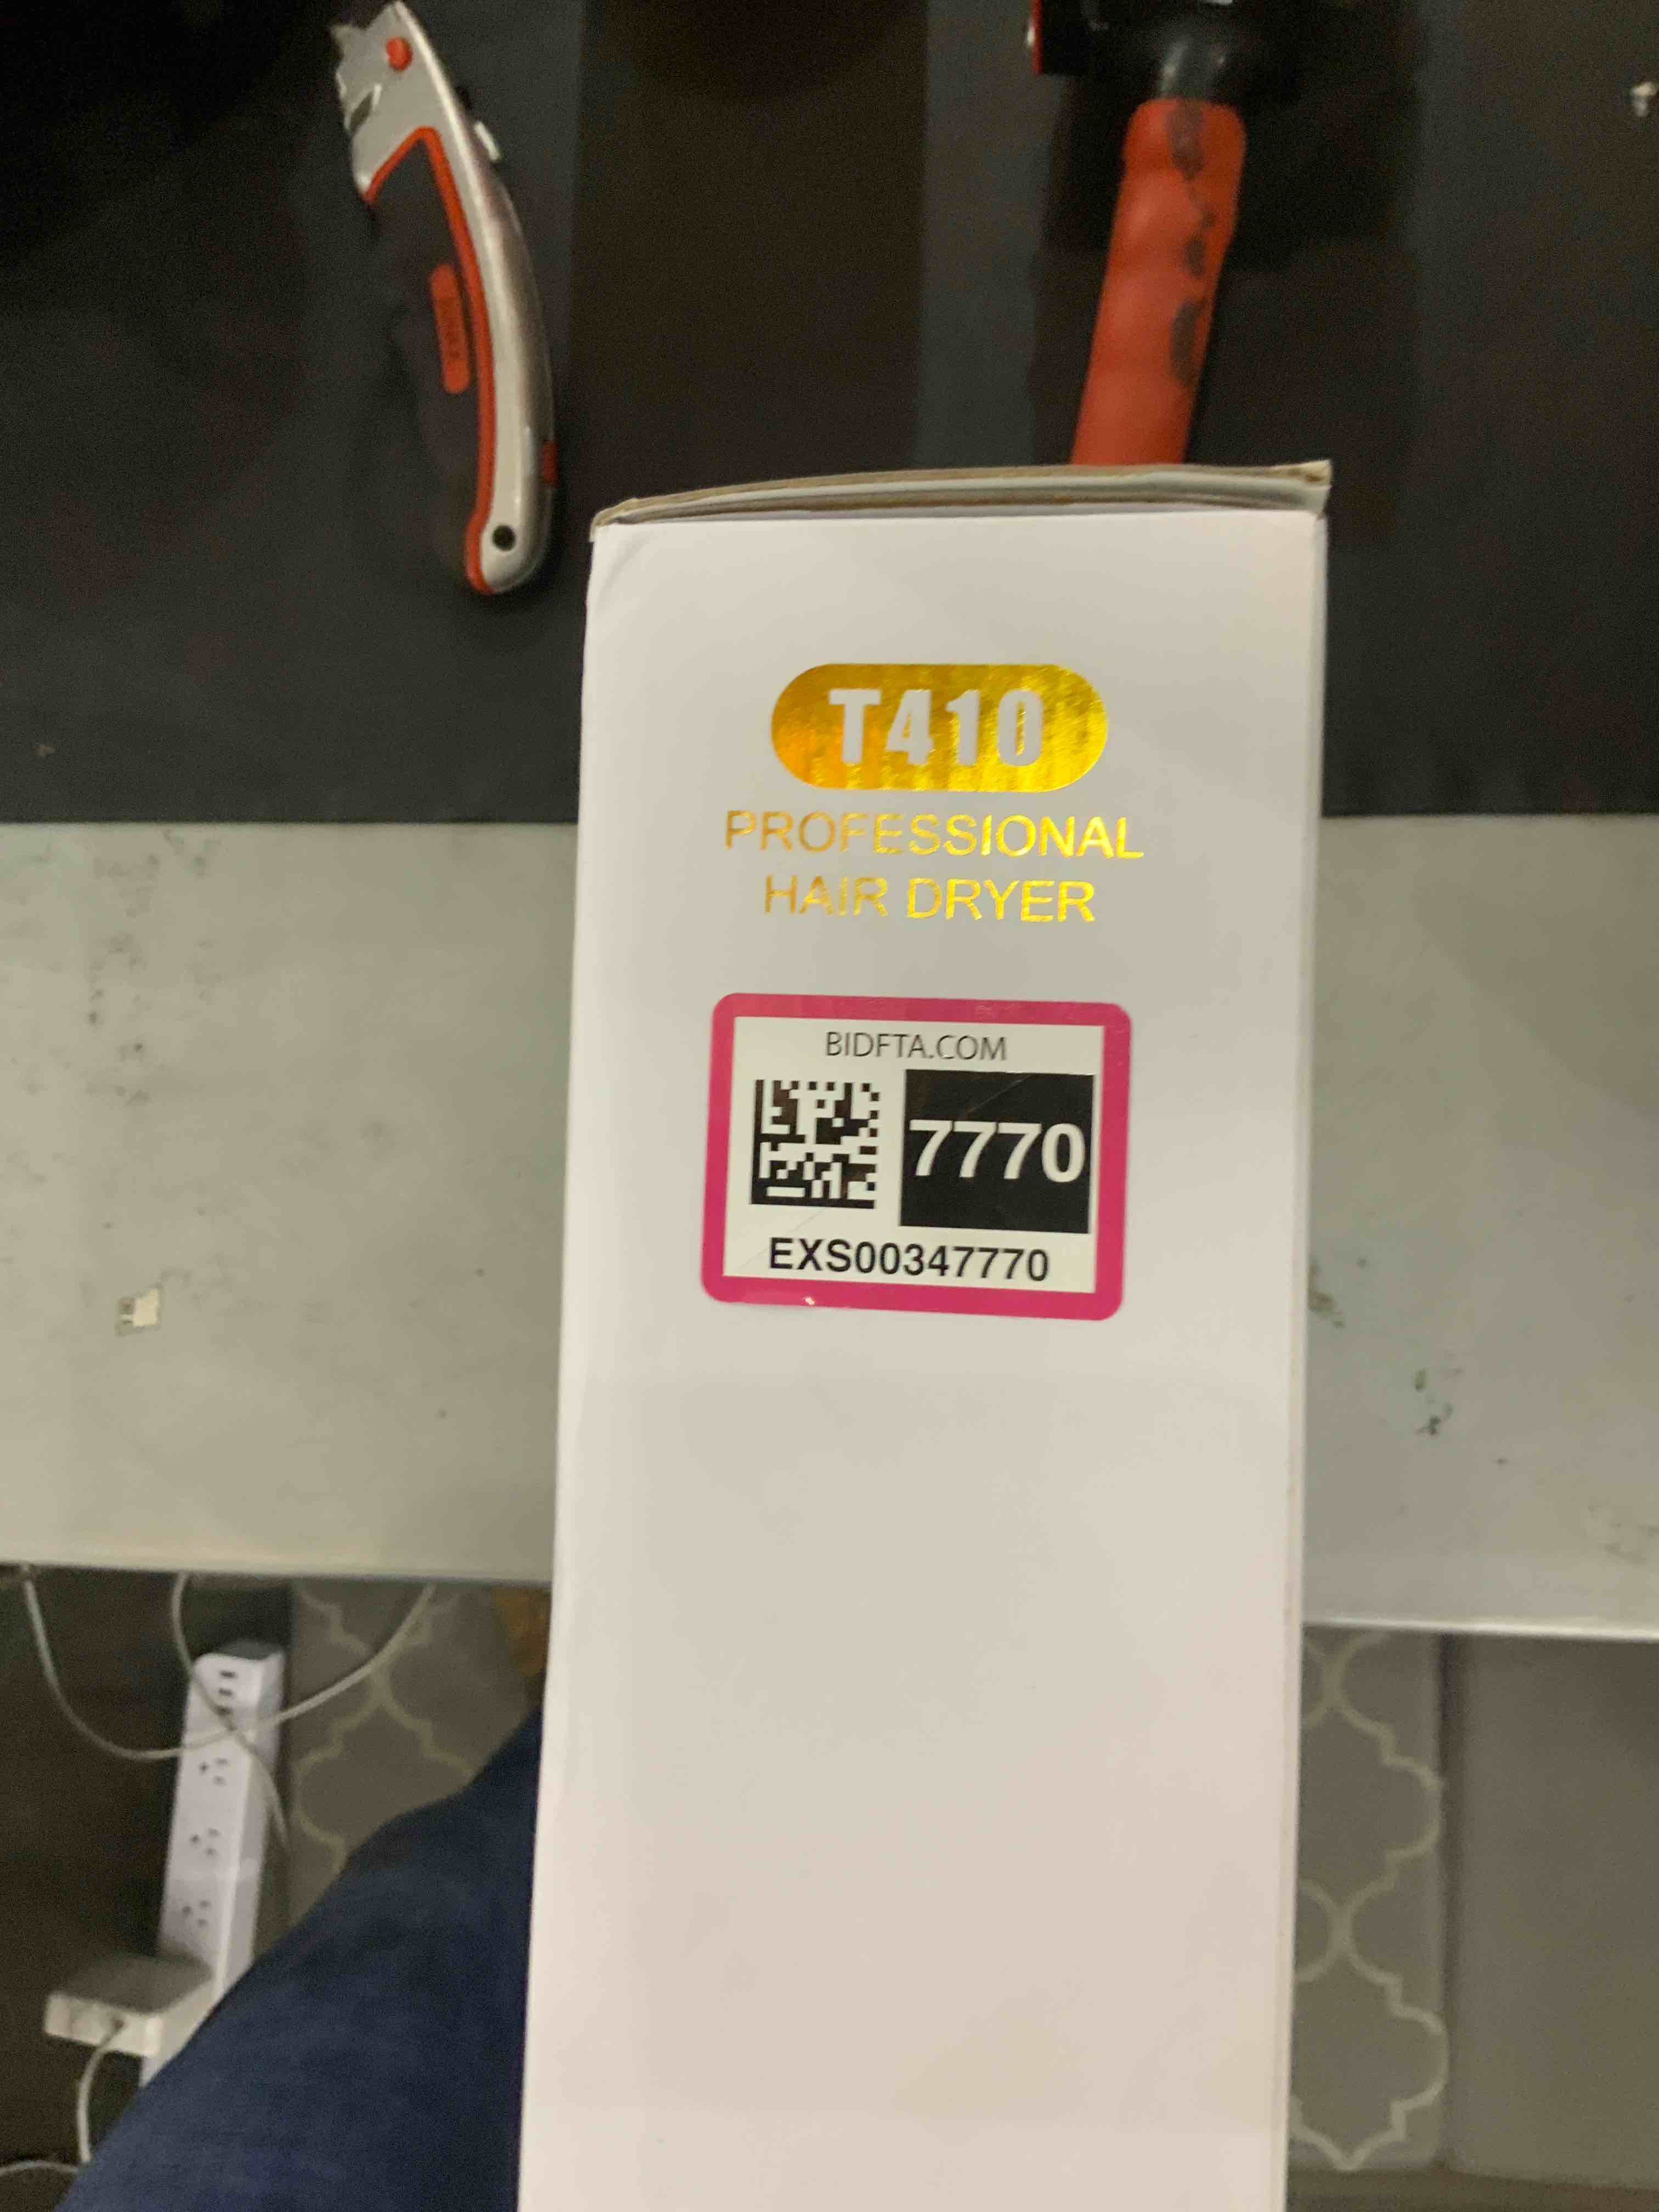 T410
PROFESSIONAL
HAIR DRYER
BIDFTA.COM
7770
EXS00347770